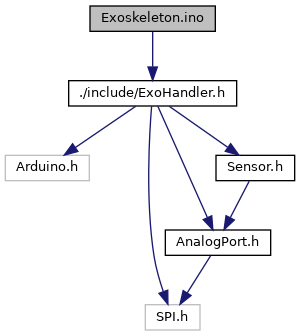 Exoskeleton.ino
./include/ExoHandler.h
Arduino.h
Sensor.h
AnalogPort.h
SPI.h